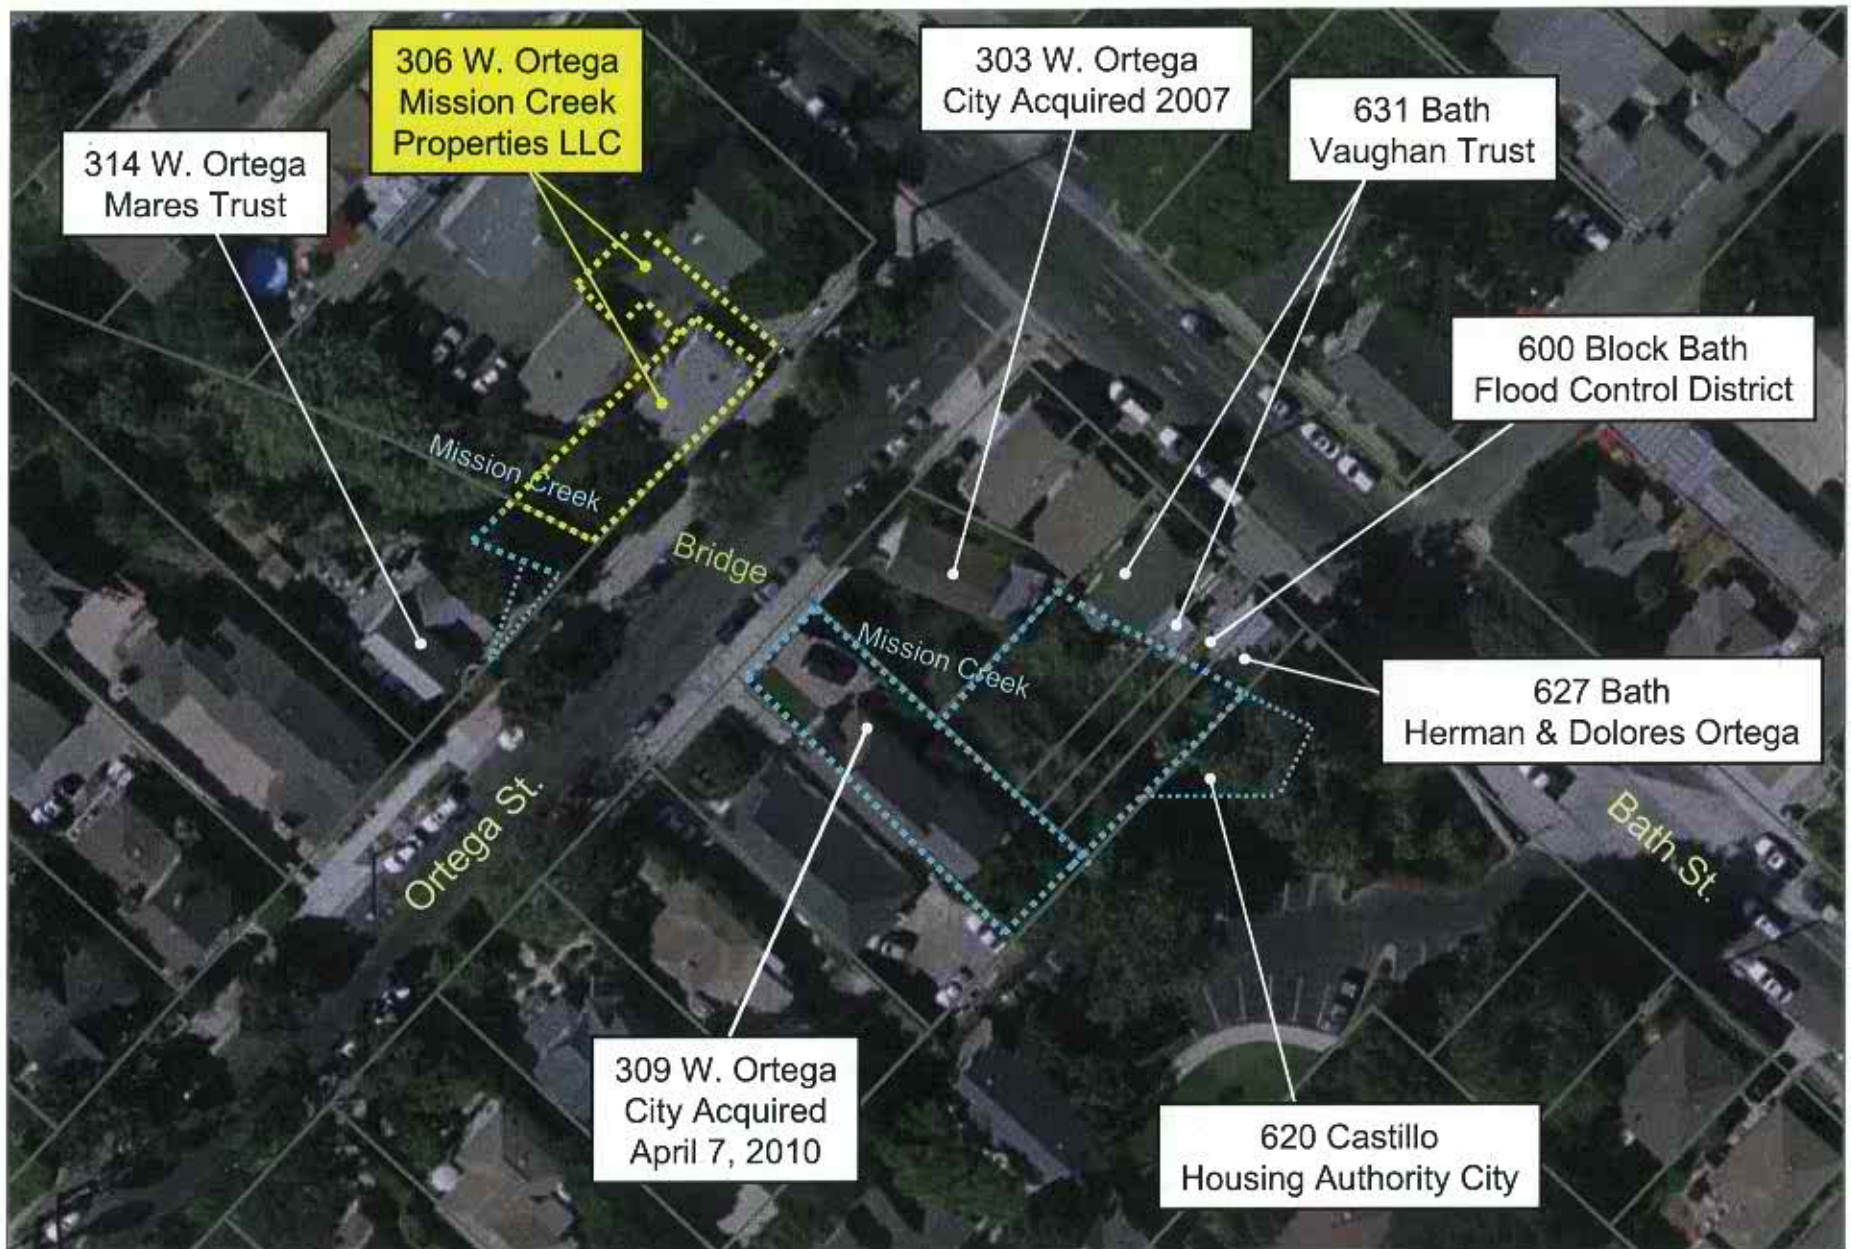 306 W. Ortega
Mission Creek
Properties LLC
303 W. Ortega
City Acquired 2007
631 Bath
Vaughan Trust
314 W. Ortega
Mares Trust
600 Block Bath
Flood Control District
Mission Creek
Bridge
Mission Creek
627 Bath
Herman & Dolores Ortega
Ortega St.
Bath St.
309 W. Ortega
City Acquired
April 7, 2010
620 Castillo
Housing Authority City